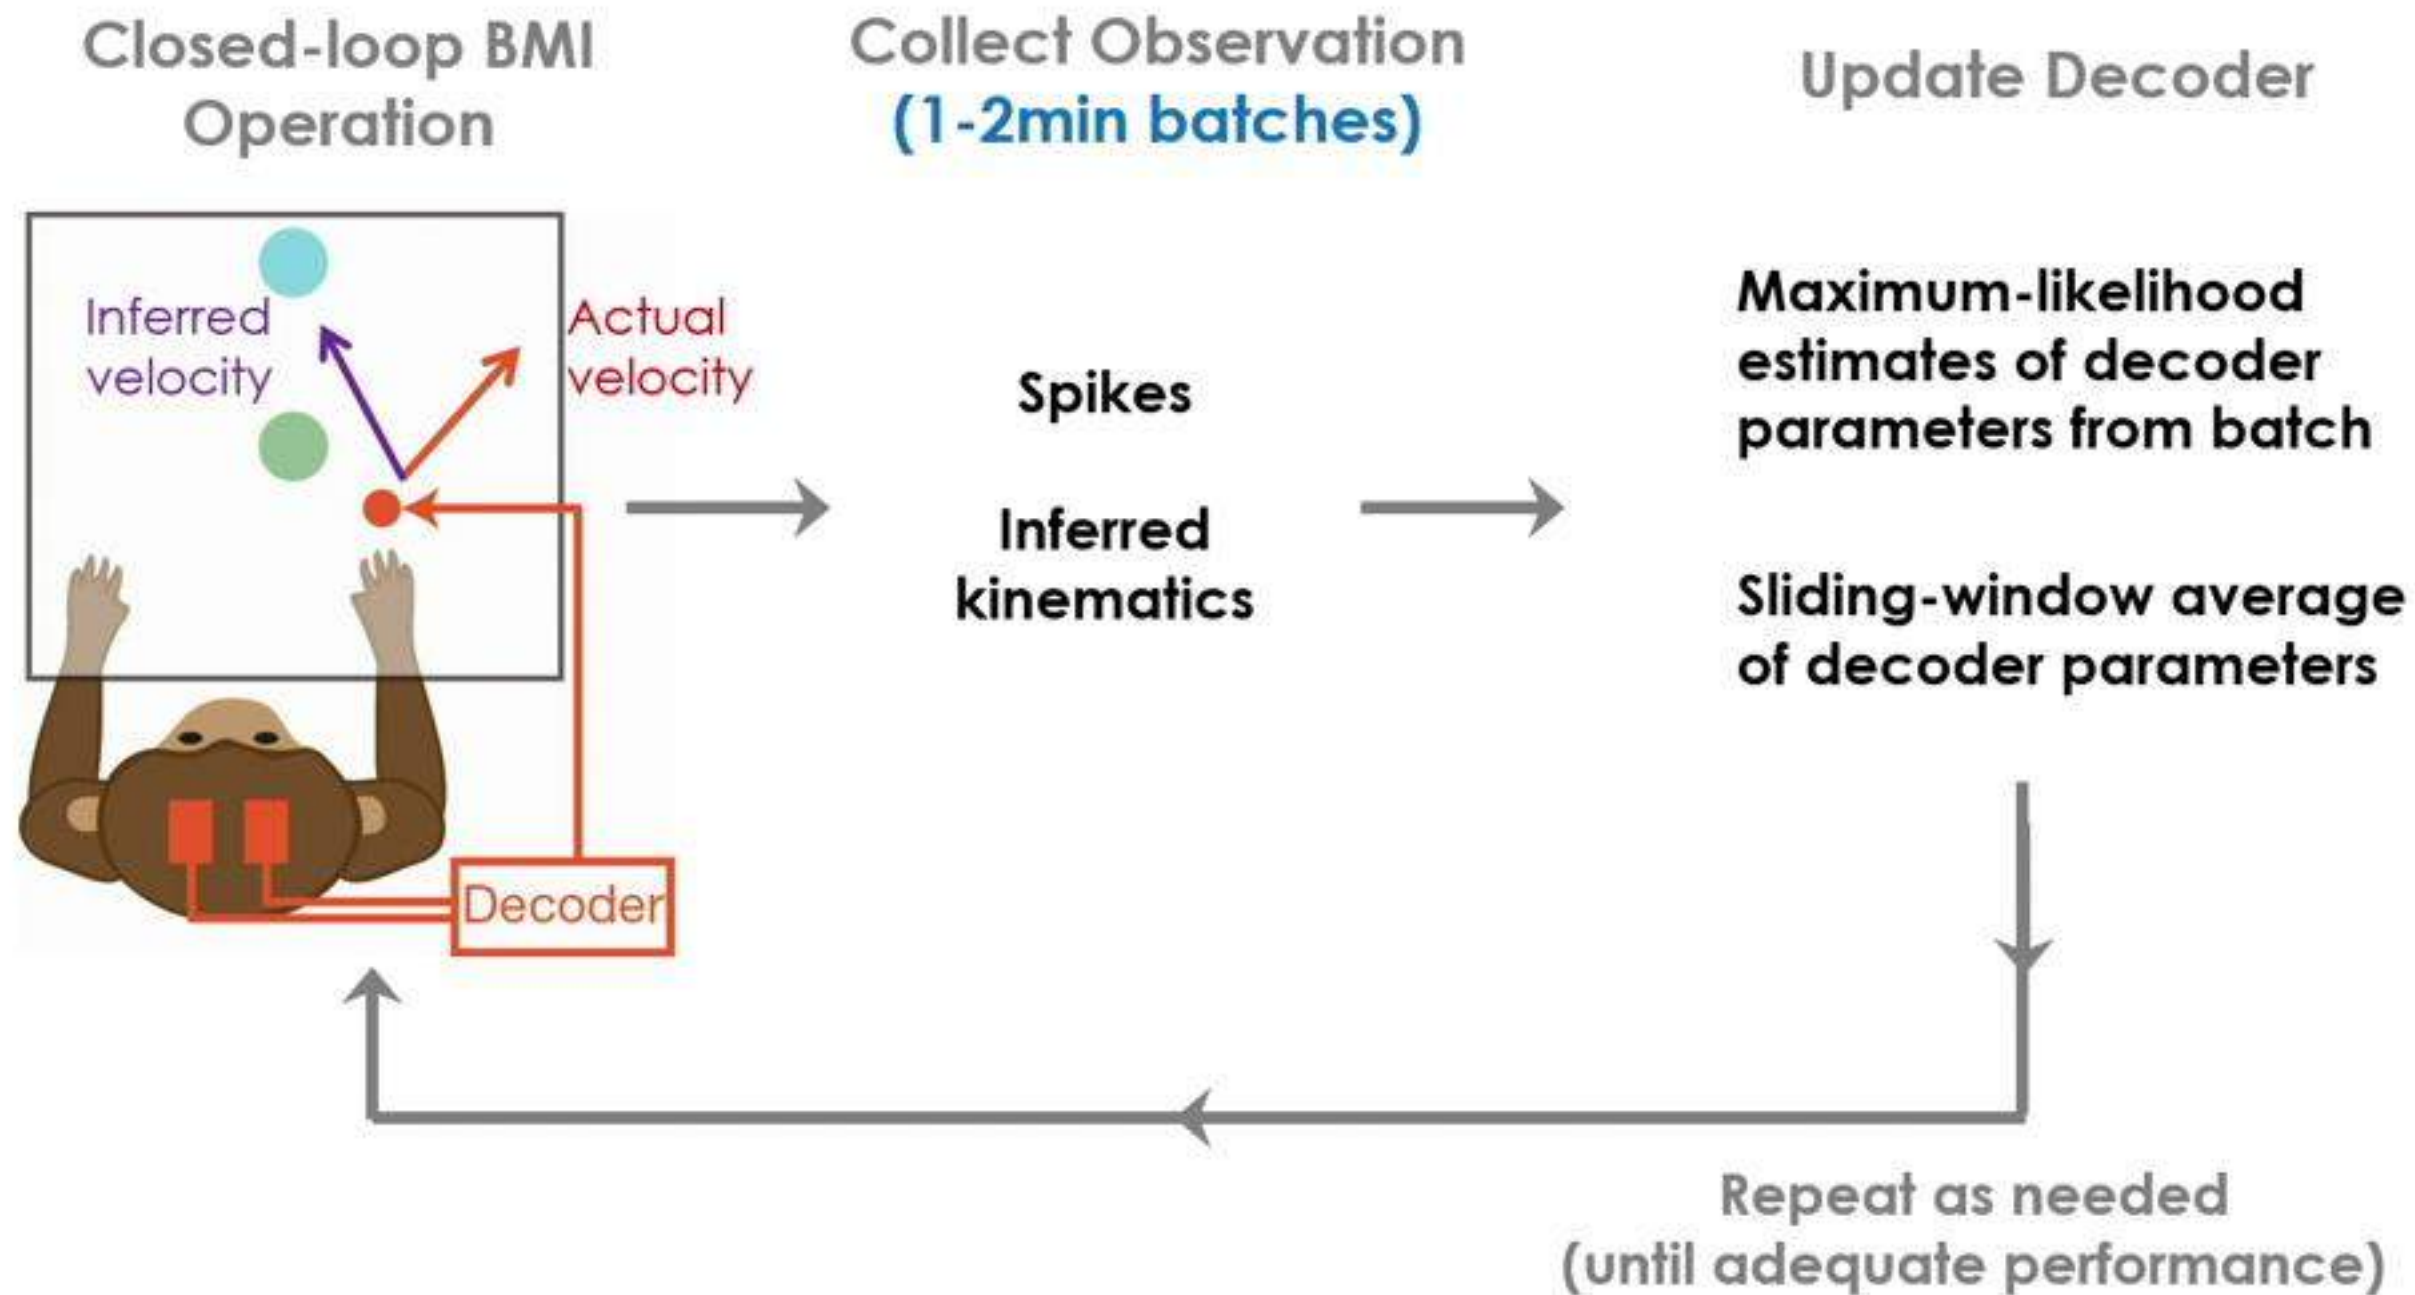 Closed-loop BMI
Operation
Inferred
velocity
Actual
velocity
Decoder
Collect Observation
(1-2min batches)
Spikes
Inferred
kinematics
Update Decoder
Maximum-likelihood
estimates of decoder
parameters from batch
Sliding-window average
of decoder parameters
Repeat as needed
(until adequate performance)